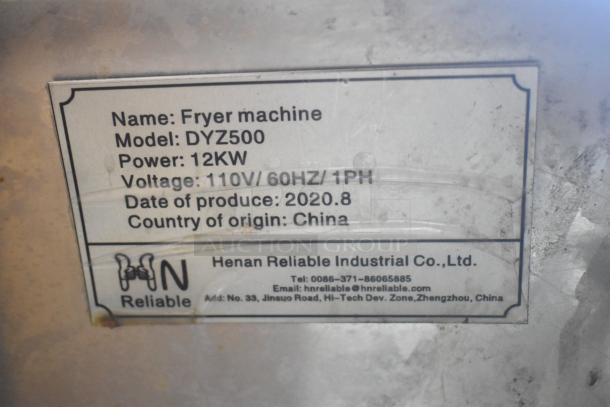 Name: Fryer machine
Model: DYZ500
Power: 12KW
Voltage: 110V/ 60HZ/ 1PH
Date of produce: 2020.8
Country of origin: China
AUCTION GROUP
HN
Reliable
Henan Reliable Industrial Co.,Ltd.
Tel: 0086-371-86065885
Email: hnreliable@hnreliable.com
Add: No. 33, Jinsuo Road, Hi-Tech Dev. Zone,Zhengzhou, China